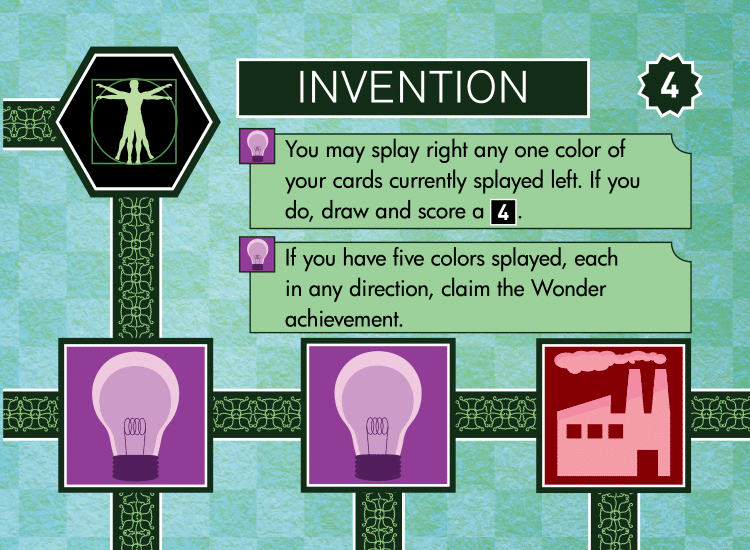 INVENTION
4
You may splay right any one color of
your cards currently splayed left. If you
do, draw and score a 4.
If you have five colors splayed, each
in any direction, claim the Wonder
achievement.